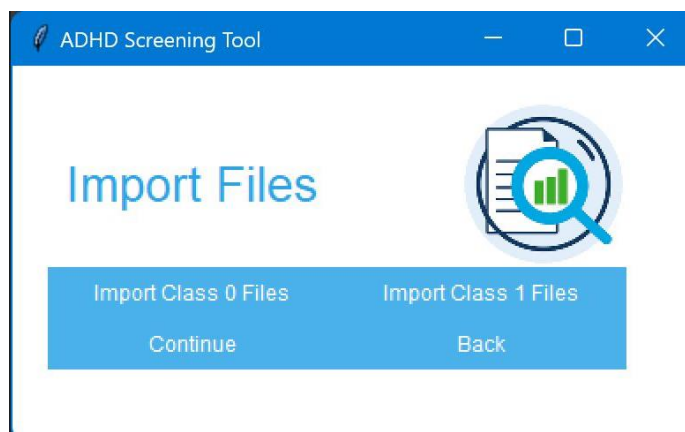 ADHD Screening Tool
Import Files
Import Class 0 Files Import Class 1 Files
Continue Back